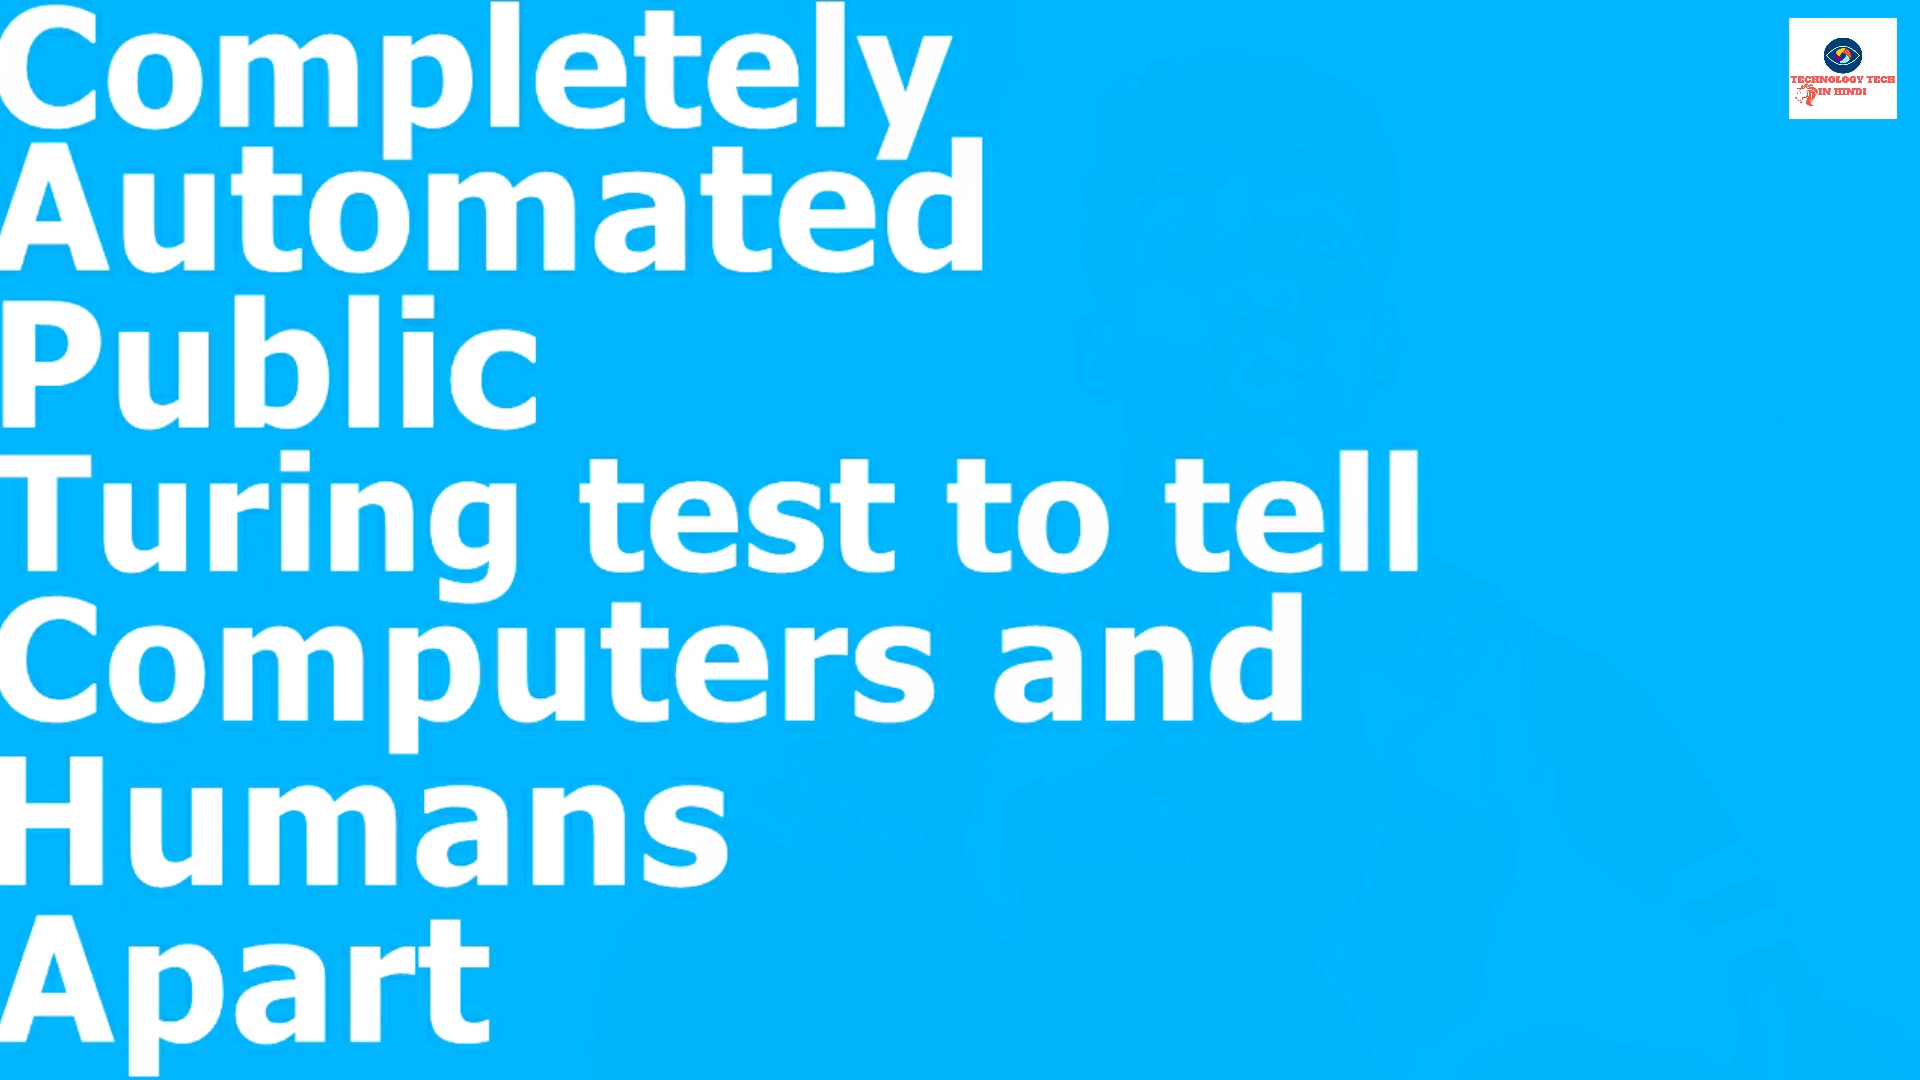 Completely
Automated
Public
Turing test to tell
Computers and
Humans
Apart
TECHNOLOGY TECH
IN HINDI